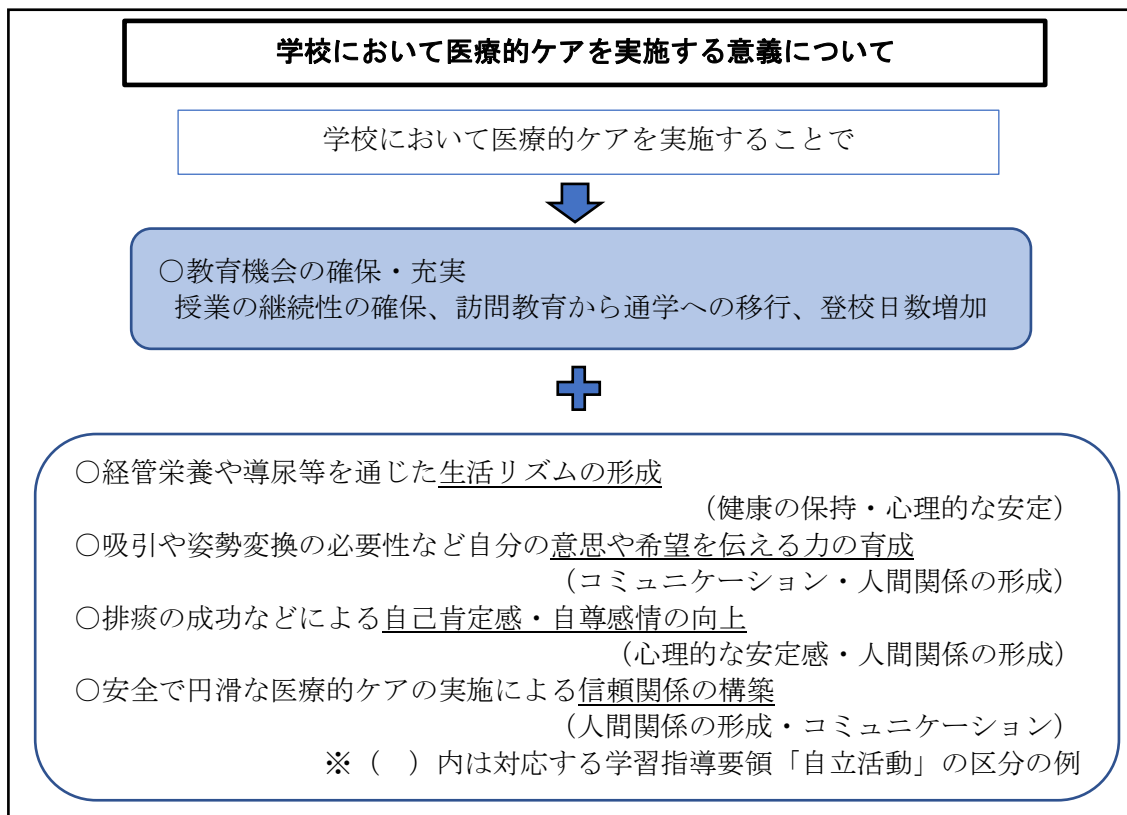 学校において医療的ケアを実施する意義について
学校において医療的ケアを実施することで
○教育機会の確保・充実
授業の継続性の確保、訪問教育から通学への移行、登校日数増加
○経管栄養や導尿等を通じた生活リズムの形成
（健康の保持・心理的な安定）
○吸引や姿勢変換の必要性など自分の意思や希望を伝える力の育成
（コミュニケーション・人間関係の形成）
○排痰の成功などによる自己肯定感・自尊感情の向上
（心理的な安定感・人間関係の形成）
○安全で円滑な医療的ケアの実施による信頼関係の構築
（人間関係の形成・コミュニケーション）
※（　）内は対応する学習指導要領「自立活動」の区分の例